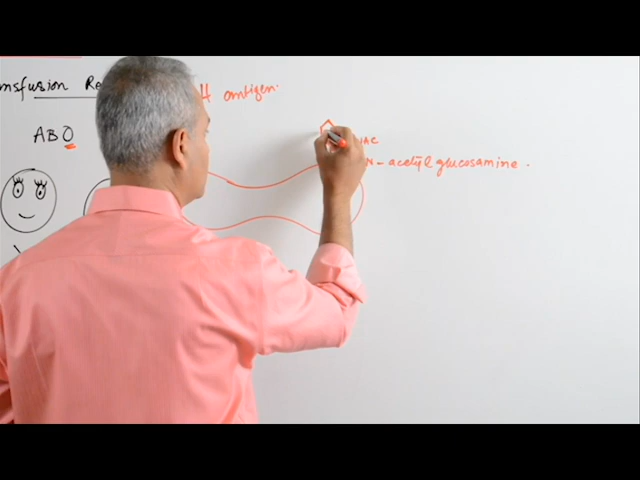 nsfusion Re
H antigen.
ABO
NAC
N- acetyl glucosamine.